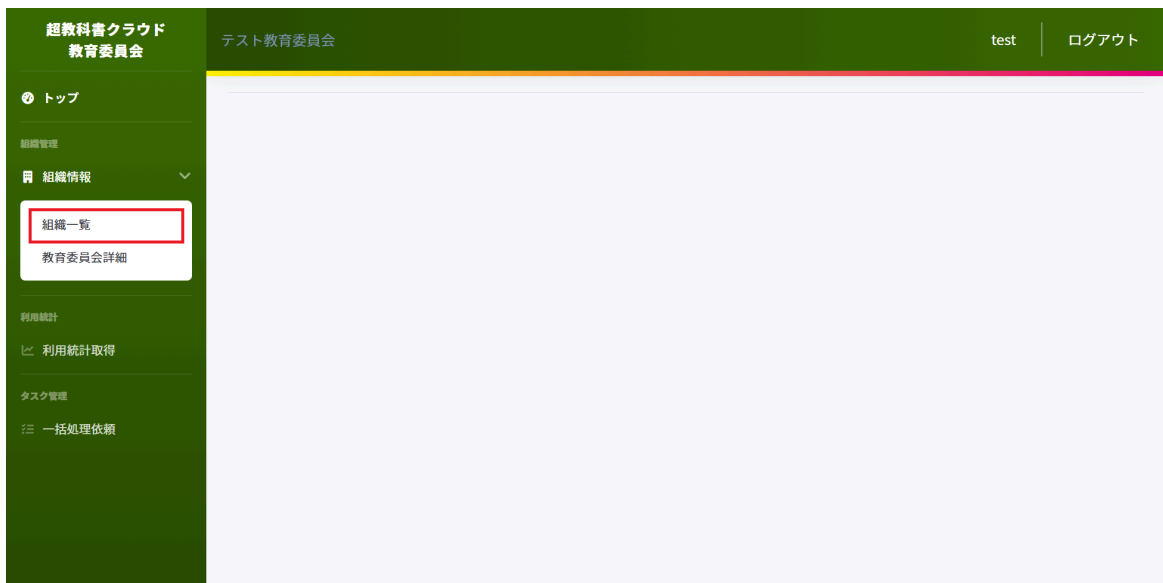 超教科書クラウド
教育委員会
テスト教育委員会
test
ログアウト
トップ
組織管理
組織情報
組織一覧
教育委員会詳細
利用統計
利用統計取得
タスク管理
一括処理依頼